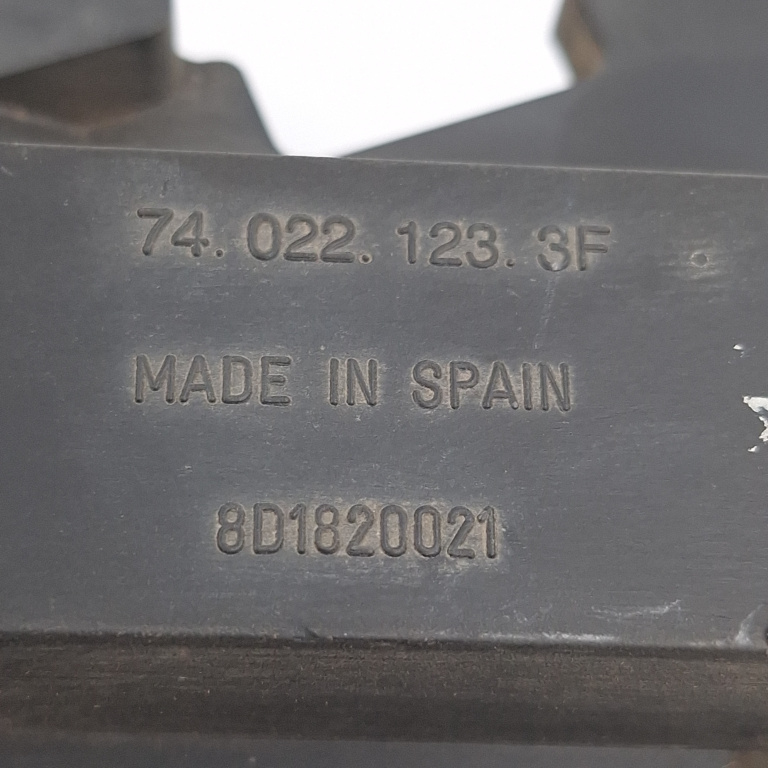 74. 022. 123. 3F
MADE IN SPAIN
8D1820021